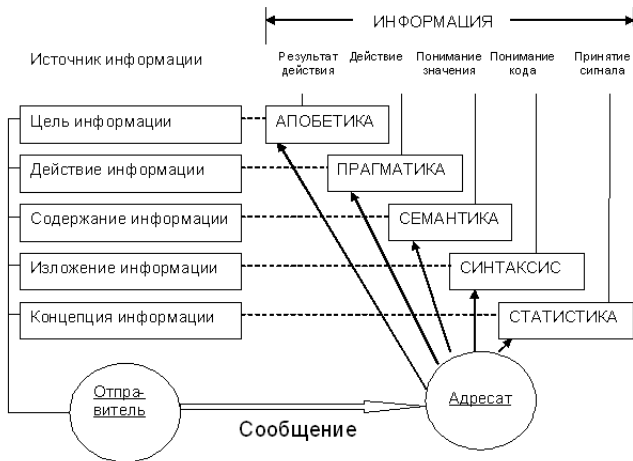 ИНФОРМАЦИЯ
Источник информации
Результат
действия
Действие
Понимание
значения
Понимание
кода
Принятие
сигнала
Цель информации
АПОБЕТИКА
Действие информации
ПРАГМАТИКА
Содержание информации
СЕМАНТИКА
Изложение информации
СИНТАКСИС
Концепция информации
СТАТИСТИКА
Отпра-
витель
Сообщение
Адресат